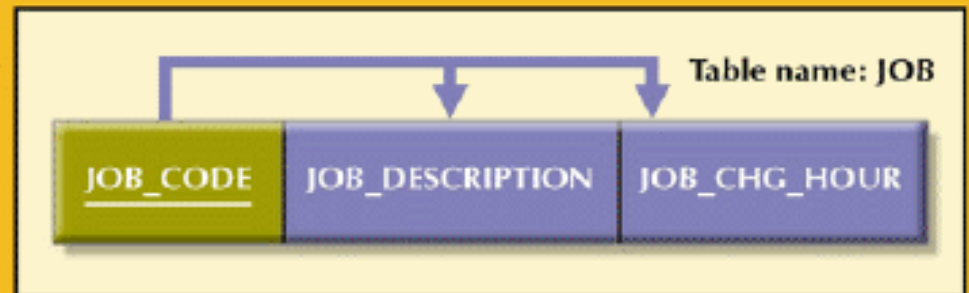 Table name: JOB
JOB_CODE JOB_DESCRIPTION JOB_CHG_HOUR